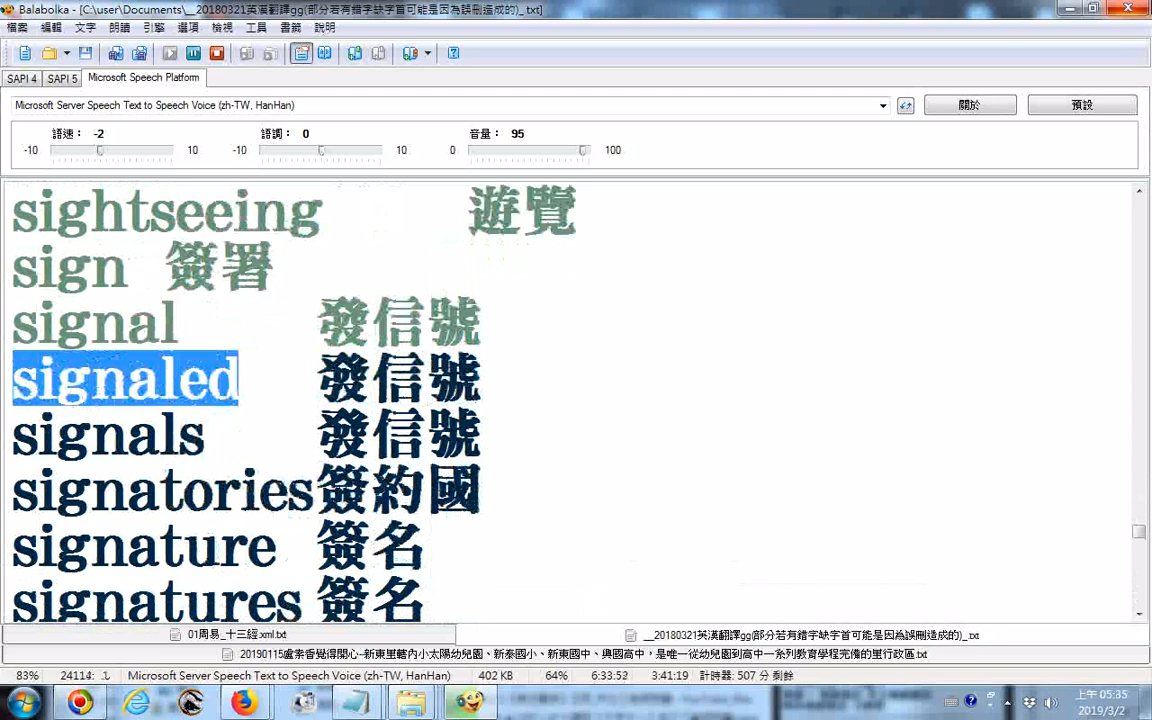 Balabolka - [C:\user\Documents\__20180321英漢翻譯gg(部分若有錯字缺字首可能是因為誤刪造成的)_.txt]
檔案 編輯 文字 朗讀 引擎 選項 檢視 工具 書籤 說明
SAPI 4 SAPI 5 Microsoft Speech Platform
Microsoft Server Speech Text to Speech Voice (zh-TW, HanHan) 關於 預設
語速： -2 語調： 0 音量： 95
-10 10 -10 10 0 100
sightseeing 遊覽
sign 簽署
signal 發信號
signaled 發信號
signals 發信號
signatories簽約國
signature 簽名
signatures 簽名
01周易_十三經.xml.txt __20180321英漢翻譯gg(部分若有錯字缺字首可能是因為誤刪造成的)_.txt
20190115盧素香覺得開心--新東里轄內小太陽幼兒園、新泰國小、新東國中、興國高中，是唯一從幼兒園到高中一系列教育學程完備的里行政區.txt
83% 24114: 1 Microsoft Server Speech Text to Speech Voice (zh-TW, HanHan) 402 KB 64% 6:33:52 3:41:19 計時器: 507 分 剩餘
上午 05:35
2019/3/2